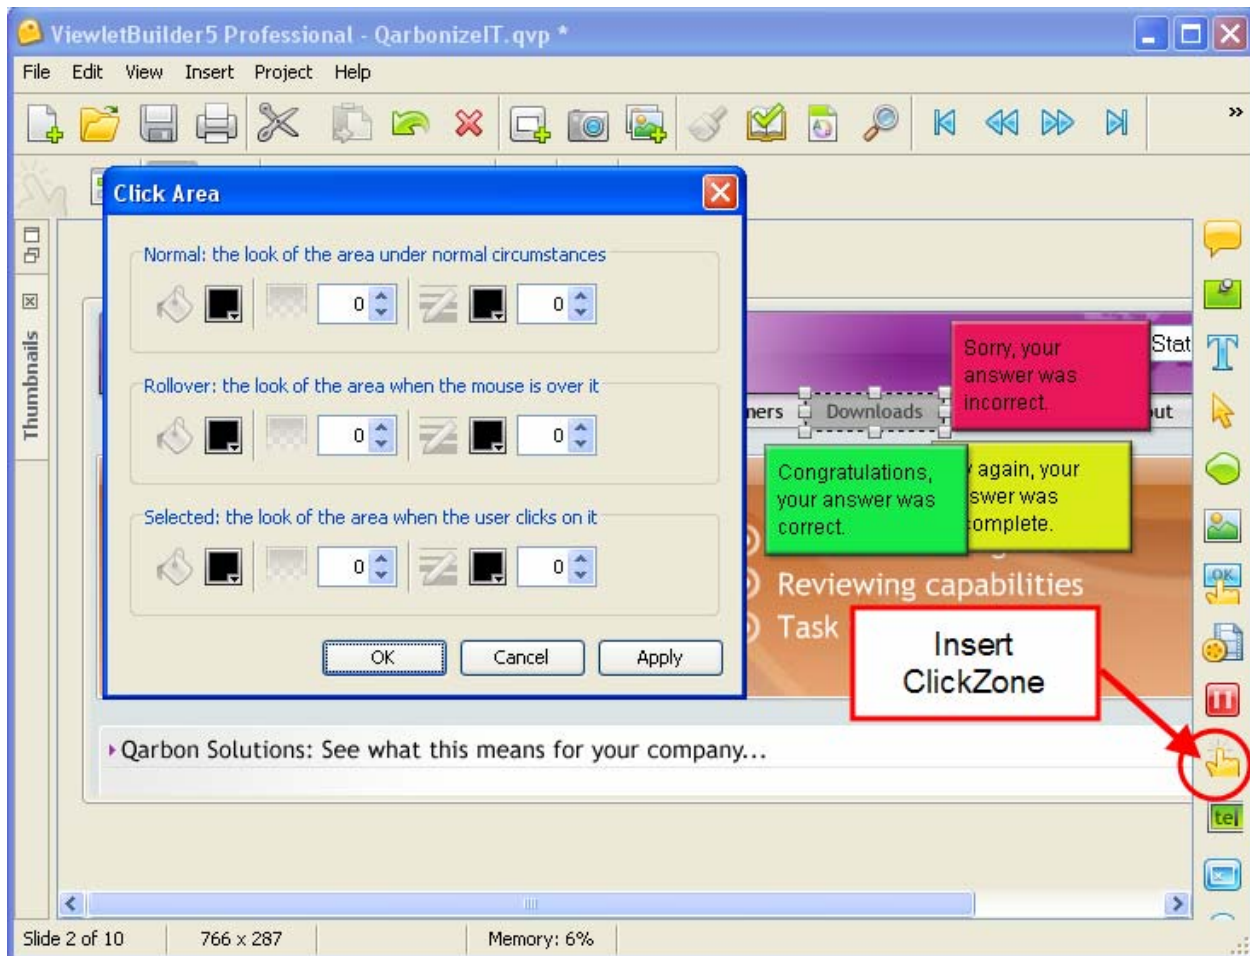 ViewletBuilder5 Professional - QarbonizeIT.qvp *
File Edit View Insert Project Help
»
Click Area
Normal: the look of the area under normal circumstances
0 0
Rollover: the look of the area when the mouse is over it
0 0
Selected: the look of the area when the user clicks on it
0 0
OK Cancel Apply
Thumbnails
Stat
Sorry, your
answer was
incorrect.
ners Downloads out
Congratulations,
your answer was
correct.
again, your
swer was
omplete.
Reviewing capabilities
Task
Insert
ClickZone
OK
Qarbon Solutions: See what this means for your company...
te
Slide 2 of 10 766 x 287 Memory: 6%